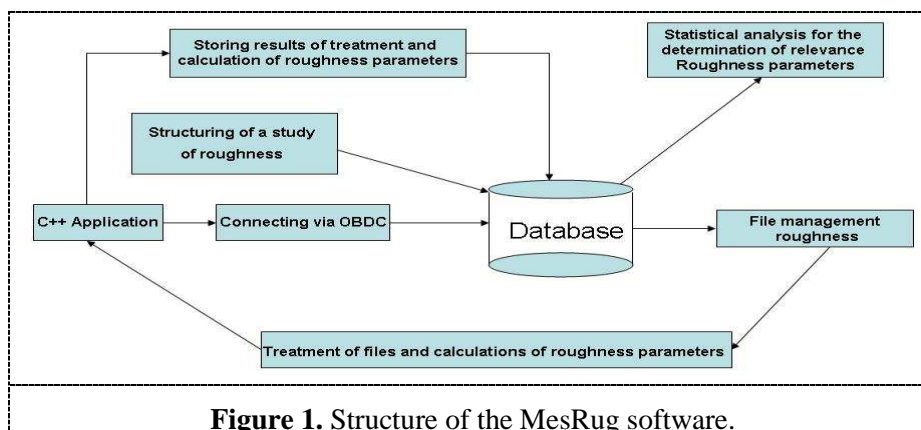 Storing results of treatment and
calculation of roughness parameters
Statistical analysis for the
determination of relevance
Roughness parameters
Structuring of a study
of roughness
C++ Application
Connecting via OBDC
Database
File management
roughness
Treatment of files and calculations of roughness parameters
Figure 1. Structure of the MesRug software.